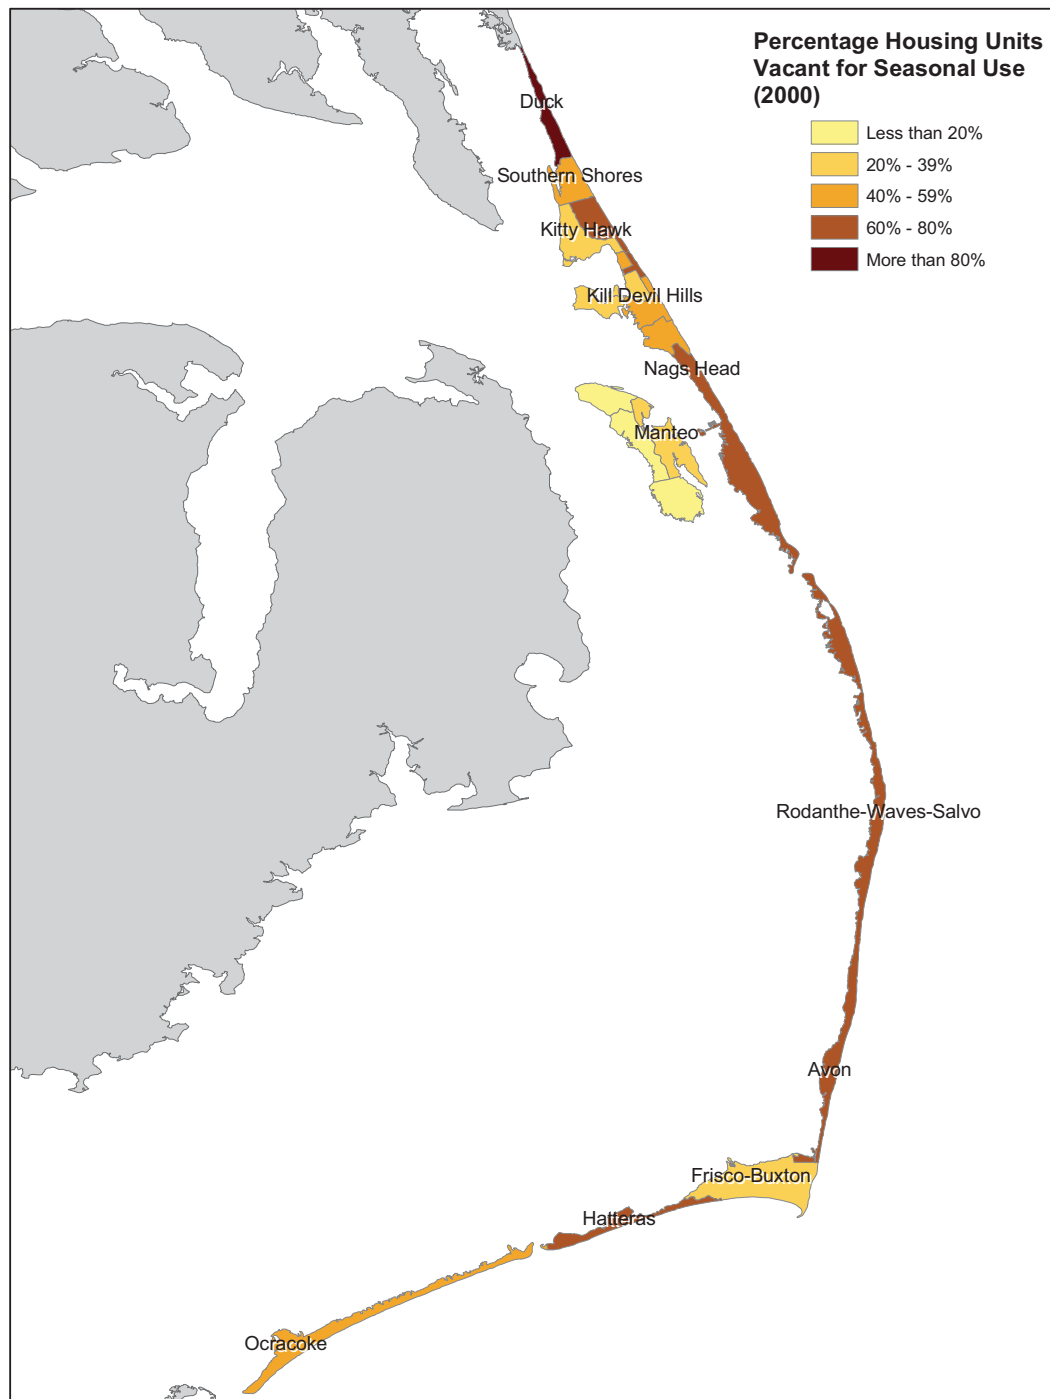 Percentage Housing Units
Vacant for Seasonal Use
(2000)
Less than 20%
20% - 39%
40% - 59%
60% - 80%
More than 80%
Duck
Southern Shores
Kitty Hawk
Kill Devil Hills
Nags Head
Manteo
Rodanthe-Waves-Salvo
Avon
Frisco-Buxton
Hatteras
Ocracoke